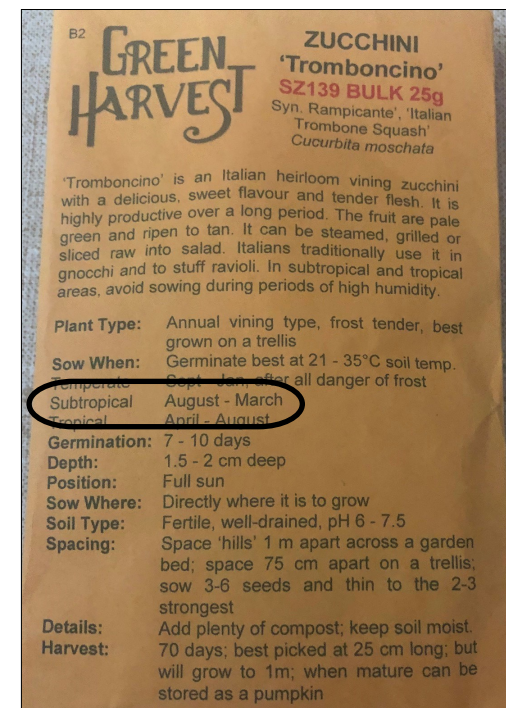 B2
GREEN
HARVEST
ZUCCHINI
'Tromboncino'
SZ139 BULK 25g
Syn. Rampicante', 'Italian
Trombone Squash'
Cucurbita moschata
'Tromboncino' is an Italian heirloom vining zucchini
with a delicious, sweet flavour and tender flesh. It is
highly productive over a long period. The fruit are pale
green and ripen to tan. It can be steamed, grilled or
sliced raw into salad. Italians traditionally use it in
gnocchi and to stuff ravioli. In subtropical and tropical
areas, avoid sowing during periods of high humidity.
Plant Type: Annual vining type, frost tender, best
grown on a trellis
Sow When: Germinate best at 21 - 35°C soil temp.
Temperate Sept - Jan, after all danger of frost
Subtropical August - March
Tropical April - August
Germination: 7 - 10 days
Depth: 1.5 - 2 cm deep
Position: Full sun
Sow Where: Directly where it is to grow
Soil Type: Fertile, well-drained, pH 6 - 7.5
Spacing: Space 'hills' 1 m apart across a garden
bed; space 75 cm apart on a trellis;
sow 3-6 seeds and thin to the 2-3
strongest
Details: Add plenty of compost; keep soil moist.
Harvest: 70 days; best picked at 25 cm long; but
will grow to 1m; when mature can be
stored as a pumpkin